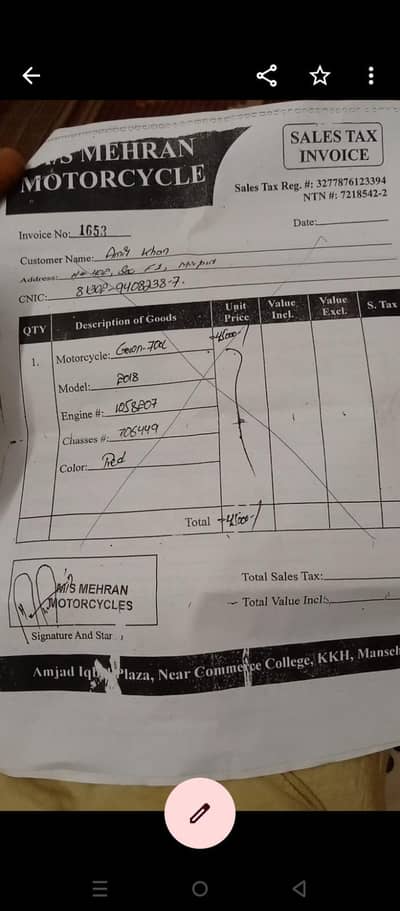 M/S MEHRAN
MOTORCYCLE
SALES TAX
INVOICE
Sales Tax Reg. #: 3277876123394
NTN #: 7218542-2
Invoice No: 1653
Date:
Customer Name: Amir Khan
Address:
CNIC:
QTY Description of Goods Unit Price Value Incl. Value Excl. S. Tax
1. Motorcycle:
Model: 2018
Engine #: 1058207
Chasses #: 706449
Color: Red
Total
M/S MEHRAN
MOTORCYCLES
Signature And
Total Sales Tax:
Total Value Incls
Amjad Plaza, Near Commerce College, KKH,